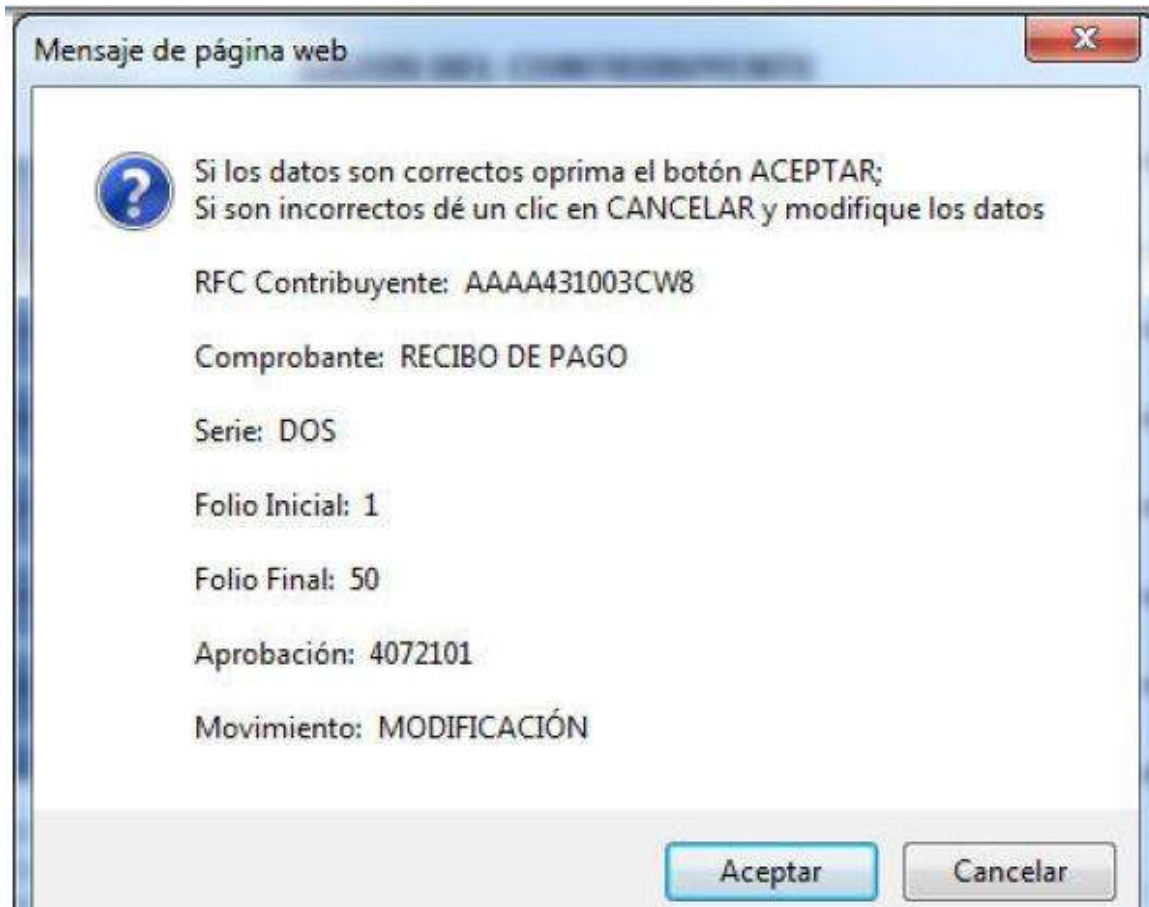 Mensaje de página web
Si los datos son correctos oprima el botón ACEPTAR;
Si son incorrectos dé un clic en CANCELAR y modifique los datos
RFC Contribuyente: AAAA431003CW8
Comprobante: RECIBO DE PAGO
Serie: DOS
Folio Inicial: 1
Folio Final: 50
Aprobación: 4072101
Movimiento: MODIFICACIÓN
Aceptar
Cancelar